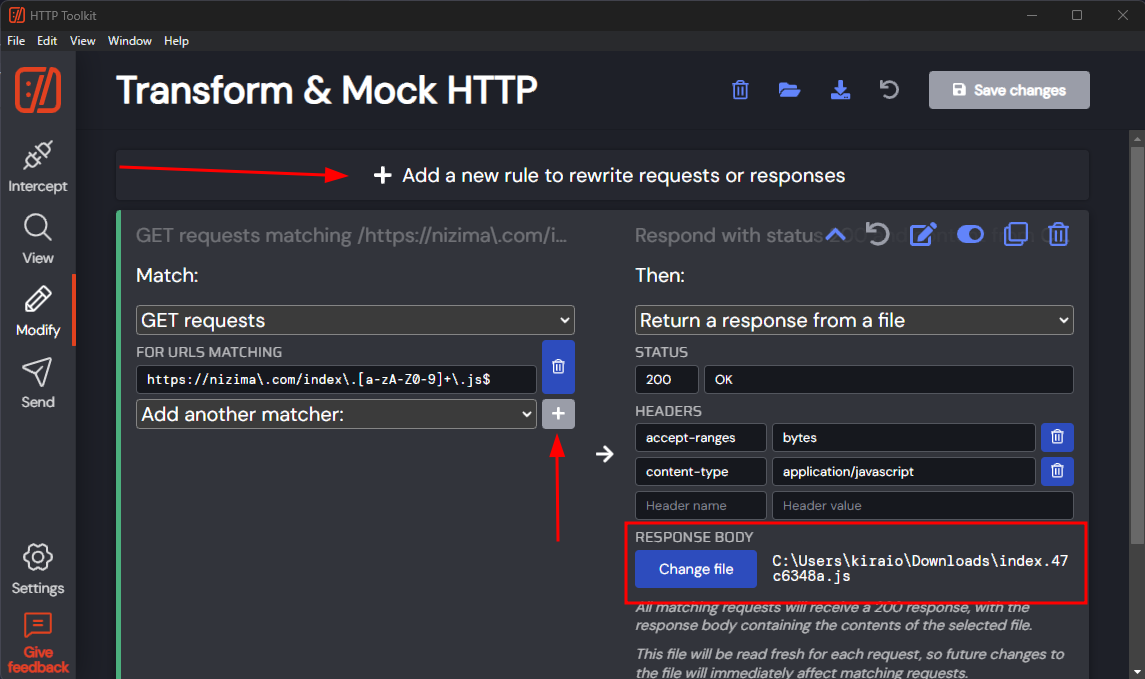 HTTP Toolkit
File Edit View Window Help
Transform & Mock HTTP
Save changes
Intercept
View
Modify
Send
Settings
Give
feedback
Add a new rule to rewrite requests or responses
GET requests matching /https://nizima\.com/i...
Match:
GET requests
FOR URLS MATCHING
https://nizima\.com/index\.[a-zA-Z0-9]+\.js$
Add another matcher:
Respond with status
Then:
Return a response from a file
STATUS
200 OK
HEADERS
accept-ranges bytes
content-type application/javascript
Header name Header value
RESPONSE BODY
Change file
C:\Users\kiraio\Downloads\index.47
c6348a.js
All matching requests will receive a 200 response, with the
response body containing the contents of the selected file.
This file will be read fresh for each request, so future changes to
the file will immediately affect matching requests.